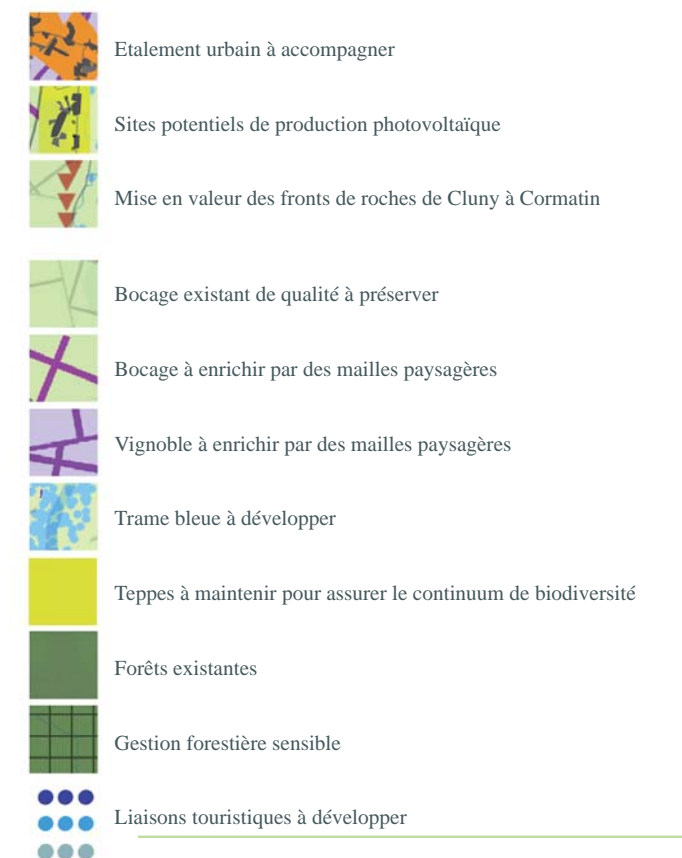 Etalement urbain à accompagner
Sites potentiels de production photovoltaïque
Mise en valeur des fronts de roches de Cluny à Cormatin
Bocage existant de qualité à préserver
Bocage à enrichir par des mailles paysagères
Vignoble à enrichir par des mailles paysagères
Trame bleue à développer
Teppes à maintenir pour assurer le continuum de biodiversité
Forêts existantes
Gestion forestière sensible
Liaisons touristiques à développer